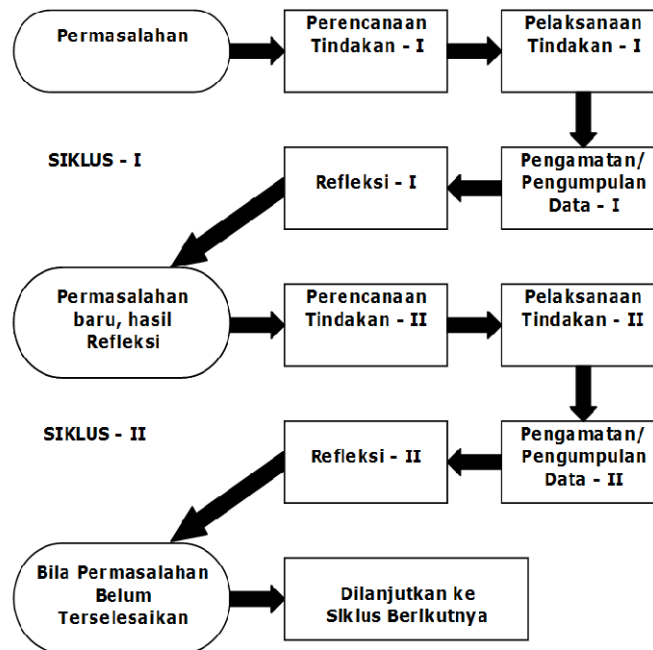 Permasalahan
Perencanaan
Tindakan - I
Pelaksanaan
Tindakan - I
SIKLUS - I
Refleksi - I
Pengamatan/
Pengumpulan
Data - I
Permasalahan
baru, hasil
Refleksi
Perencanaan
Tindakan - II
Pelaksanaan
Tindakan - II
SIKLUS - II
Refleksi - II
Pengamatan/
Pengumpulan
Data - II
Bila Permasalahan
Belum
Terselesaikan
Dilanjutkan ke
Siklus Berikutnya